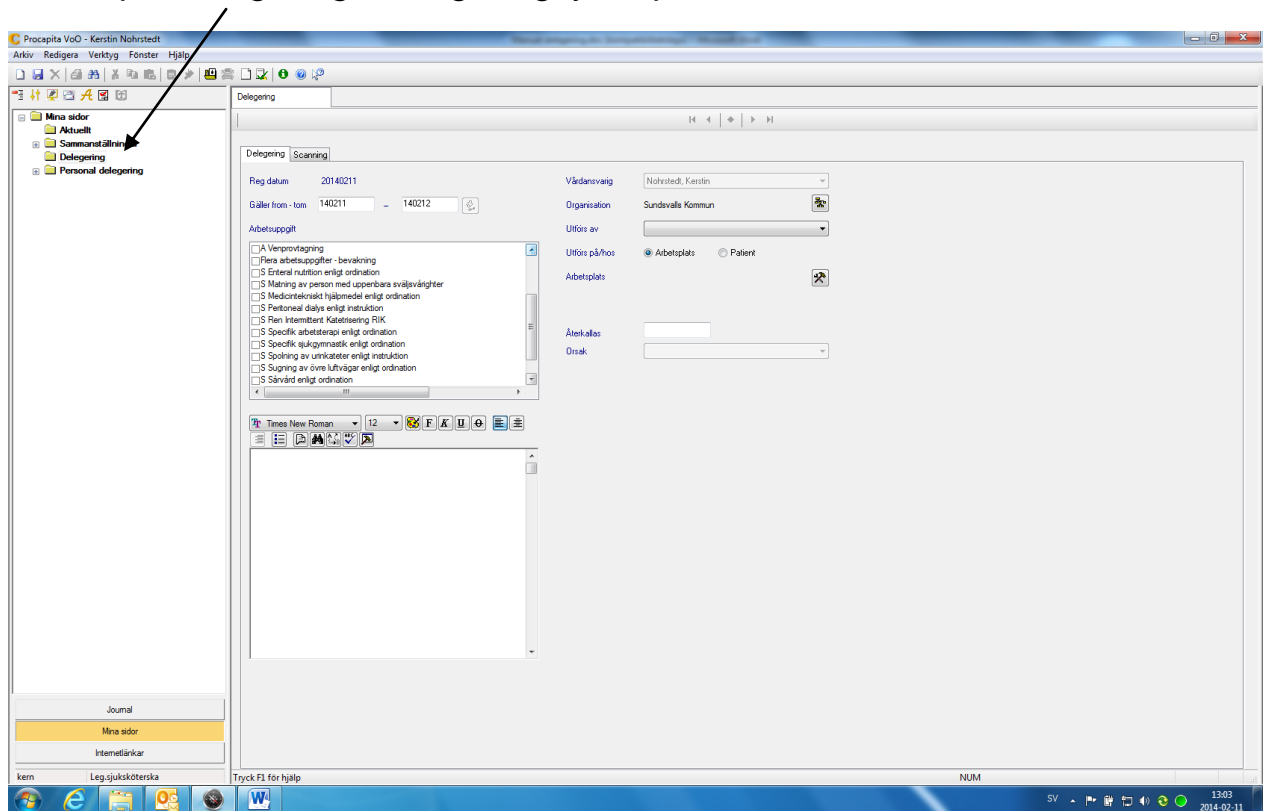 Procapita VoO - Kerstin Nohrstedt
Arkiv Redigera Verktyg Fönster Hjälp
Mina sidor
Aktuellt
Delegering
Personal delegering
Delegering
Delegering Scanning
Reg datum 20140211
Gäller from - tom 140211 - 140212
Arbetsuppgift
A Venprovtagning
Flera arbetsuppgifter - bevakning
S Enteral nutrition enligt ordination
S Matning av person med uppenbara sväljsvårighter
S Medicintekniskt hjälpmedel enligt ordination
S Peritoneal dialys enligt instruktion
S Ren Intermittent Katetrisering RIK
S Specifik arbetsterapi enligt ordination
S Specifik sjukgymnastik enligt ordination
S Spolning av urinkateter enligt instruktion
S Sugning av övre luftvägar enligt ordination
S Sårvård enligt ordination
Times New Roman 12 F K U
Vårdansvarig Nohrstedt, Kerstin
Organisation Sundsvalls Kommun
Utförs av
Utförs på/hos Arbetsplats Patient
Arbetsplats
Återkallas
Orsak
Journal
Mina sidor
Internetlänkar
kern Leg.sjuksköterska Tryck F1 för hjälp NUM
SV 13:03
2014-02-11